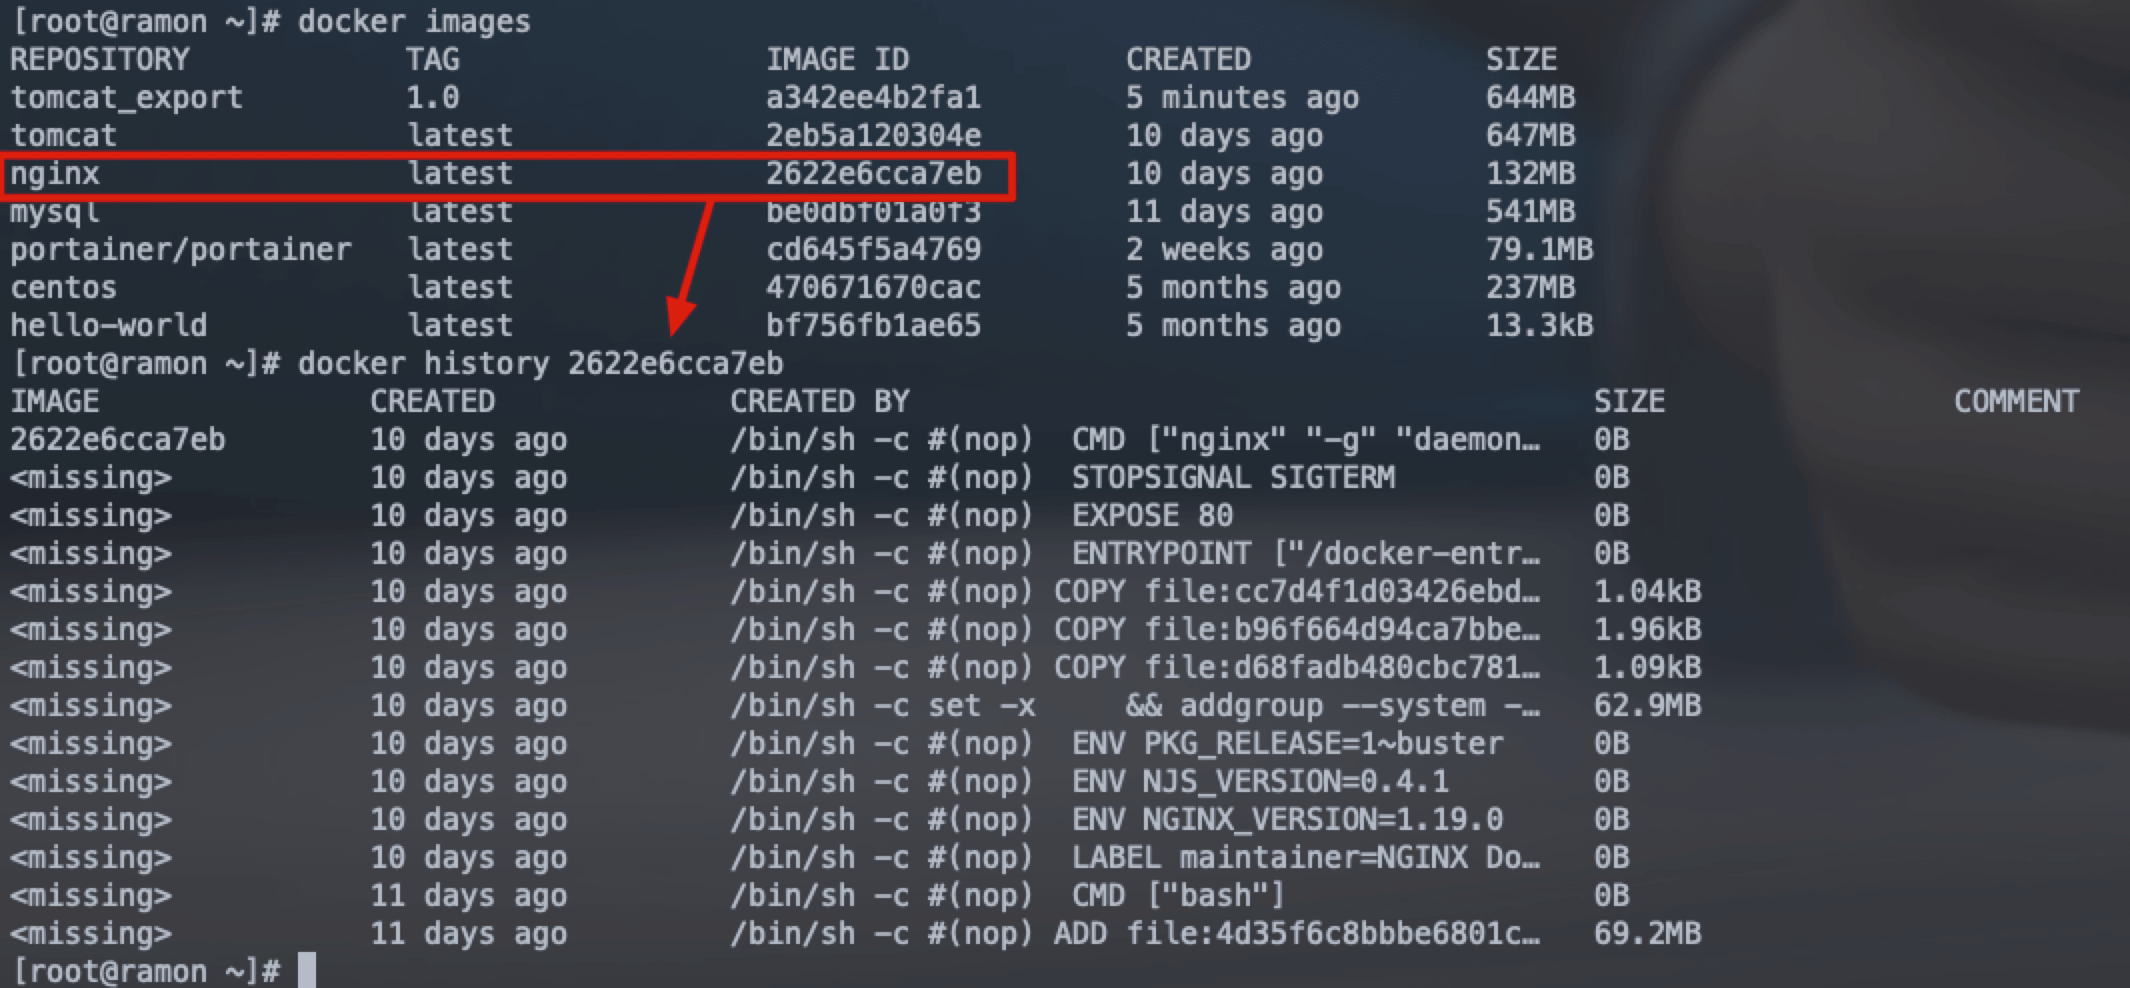 [root@ramon ~]# docker images
REPOSITORY TAG IMAGE ID CREATED SIZE
tomcat_export 1.0 a342ee4b2fa1 5 minutes ago 644MB
tomcat latest 2eb5a120304e 10 days ago 647MB
nginx latest 2622e6cca7eb 10 days ago 132MB
mysql latest be0dbf01a0f3 11 days ago 541MB
portainer/portainer latest cd645f5a4769 2 weeks ago 79.1MB
centos latest 470671670cac 5 months ago 237MB
hello-world latest bf756fb1ae65 5 months ago 13.3kB
[root@ramon ~]# docker history 2622e6cca7eb
IMAGE CREATED CREATED BY SIZE COMMENT
2622e6cca7eb 10 days ago /bin/sh -c #(nop)  CMD ["nginx" "-g" "daemon… 0B
<missing> 10 days ago /bin/sh -c #(nop)  STOPSIGNAL SIGTERM 0B
<missing> 10 days ago /bin/sh -c #(nop)  EXPOSE 80 0B
<missing> 10 days ago /bin/sh -c #(nop)  ENTRYPOINT ["/docker-entr… 0B
<missing> 10 days ago /bin/sh -c #(nop) COPY file:cc7d4f1d03426ebd… 1.04kB
<missing> 10 days ago /bin/sh -c #(nop) COPY file:b96f664d94ca7bbe… 1.96kB
<missing> 10 days ago /bin/sh -c #(nop) COPY file:d68fadb480cbc781… 1.09kB
<missing> 10 days ago /bin/sh -c set -x     && addgroup --system -… 62.9MB
<missing> 10 days ago /bin/sh -c #(nop)  ENV PKG_RELEASE=1~buster 0B
<missing> 10 days ago /bin/sh -c #(nop)  ENV NJS_VERSION=0.4.1 0B
<missing> 10 days ago /bin/sh -c #(nop)  ENV NGINX_VERSION=1.19.0 0B
<missing> 10 days ago /bin/sh -c #(nop)  LABEL maintainer=NGINX Do… 0B
<missing> 11 days ago /bin/sh -c #(nop)  CMD ["bash"] 0B
<missing> 11 days ago /bin/sh -c #(nop) ADD file:4d35f6c8bbbe6801c… 69.2MB
[root@ramon ~]#